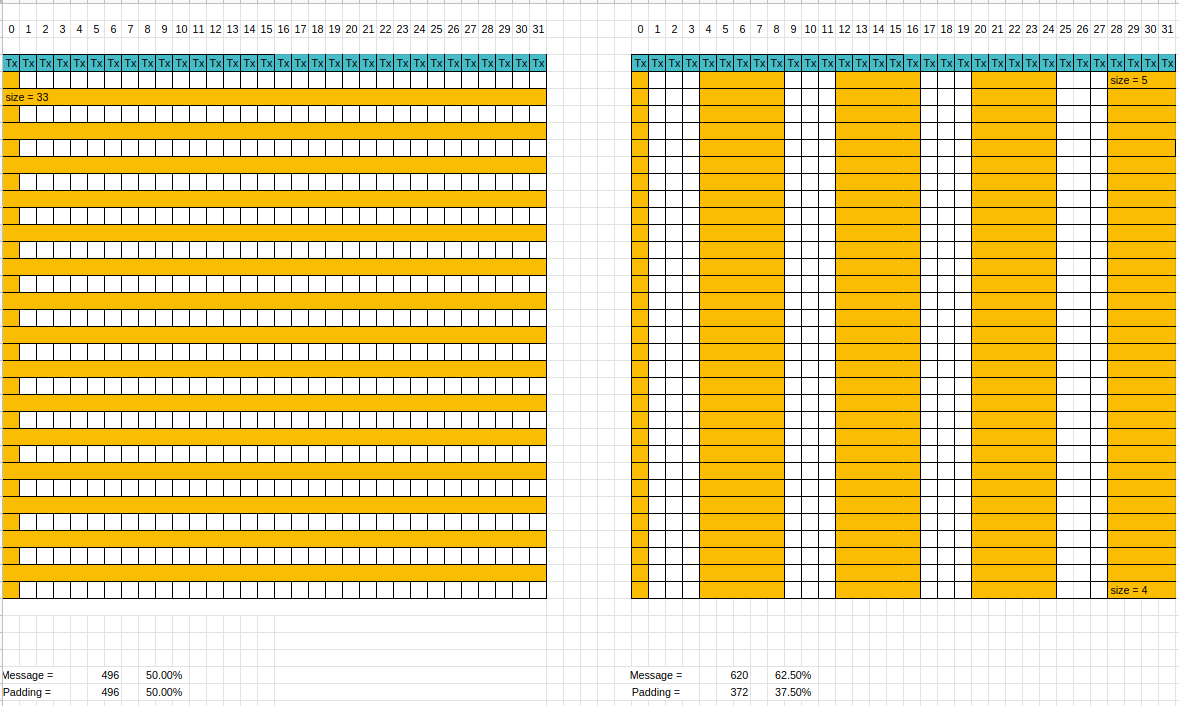 0 1 2 3 4 5 6 7 8 9 10 11 12 13 14 15 16 17 18 19 20 21 22 23 24 25 26 27 28 29 30 31 0 1 2 3 4 5 6 7 8 9 10 11 12 13 14 15 16 17 18 19 20 21 22 23 24 25 26 27 28 29 30 31
Tx Tx Tx Tx Tx Tx Tx Tx Tx Tx Tx Tx Tx Tx Tx Tx Tx Tx Tx Tx Tx Tx Tx Tx Tx Tx Tx Tx Tx Tx Tx Tx Tx Tx Tx Tx Tx Tx Tx Tx Tx Tx Tx Tx Tx Tx Tx Tx Tx Tx Tx Tx Tx Tx Tx Tx Tx Tx Tx Tx Tx Tx Tx Tx
size = 5
size = 33
size = 4
Message = 496 50.00% Message = 620 62.50%
Padding = 496 50.00% Padding = 372 37.50%